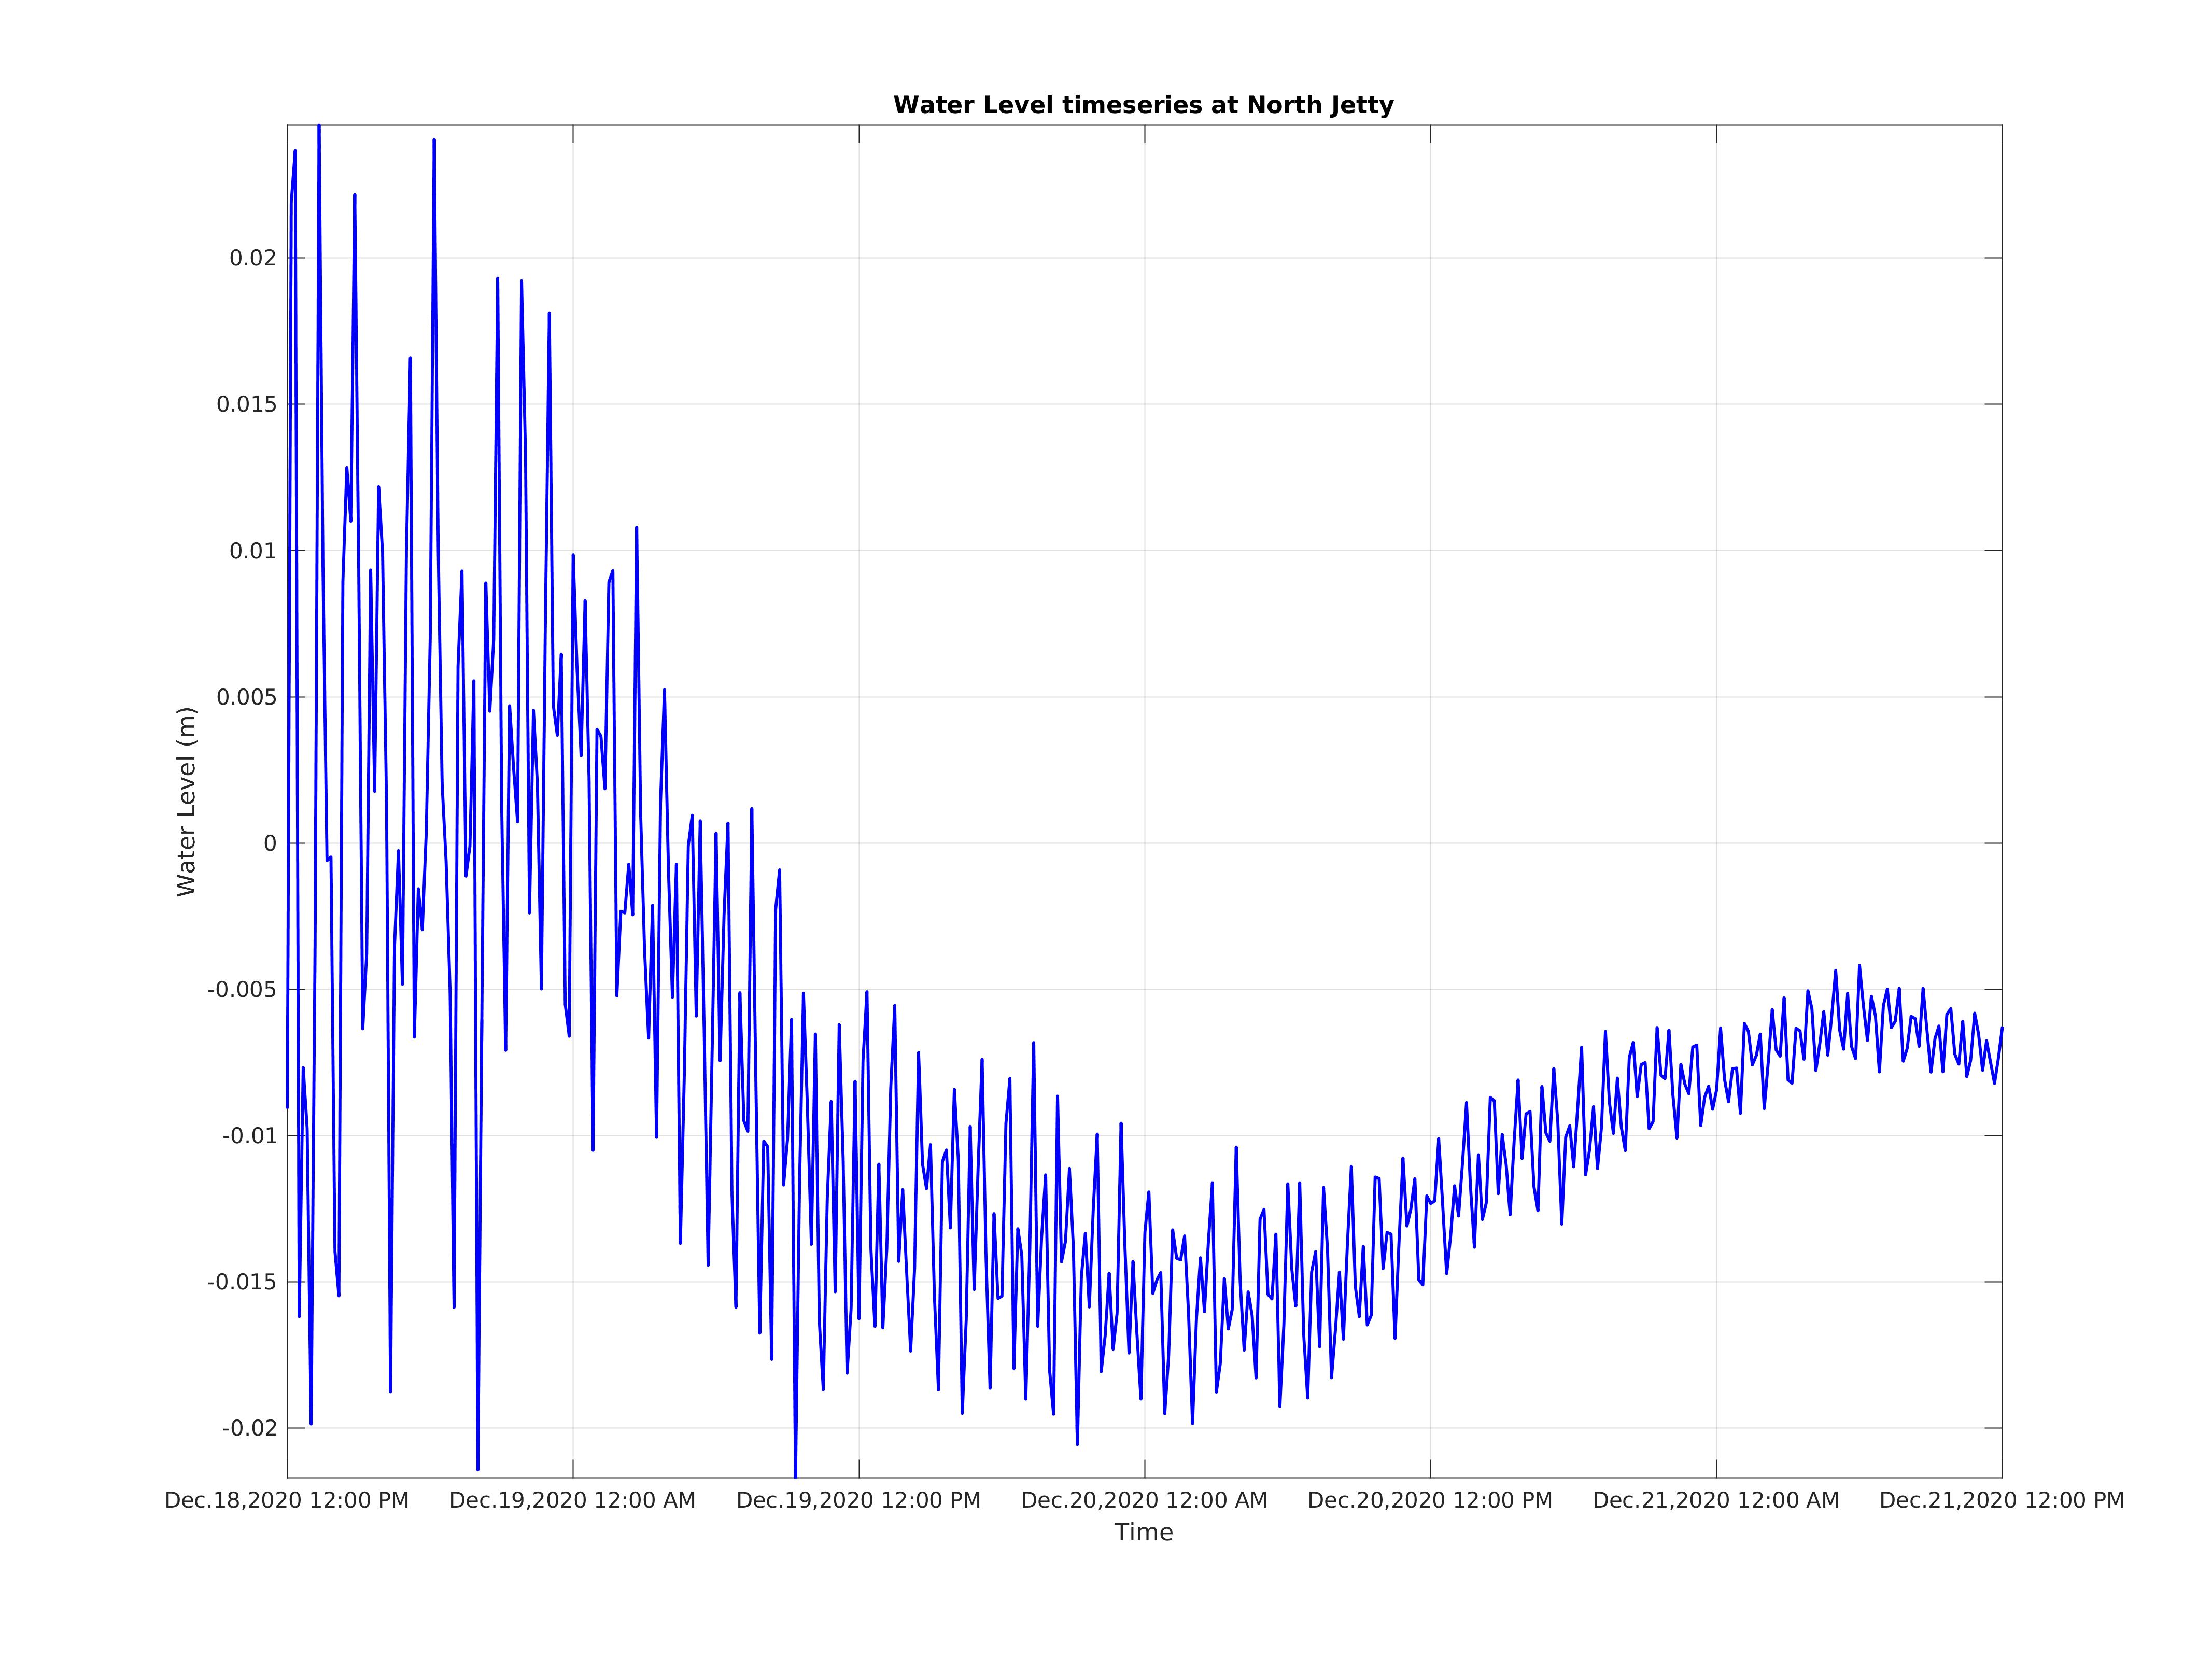 Water Level timeseries at North Jetty
0.02
0.015
0.01
0.005
0
-0.005
-0.01
-0.015
-0.02
Water Level (m)
Dec.18,2020 12:00 PM Dec.19,2020 12:00 AM Dec.19,2020 12:00 PM Dec.20,2020 12:00 AM Dec.20,2020 12:00 PM Dec.21,2020 12:00 AM Dec.21,2020 12:00 PM
Time